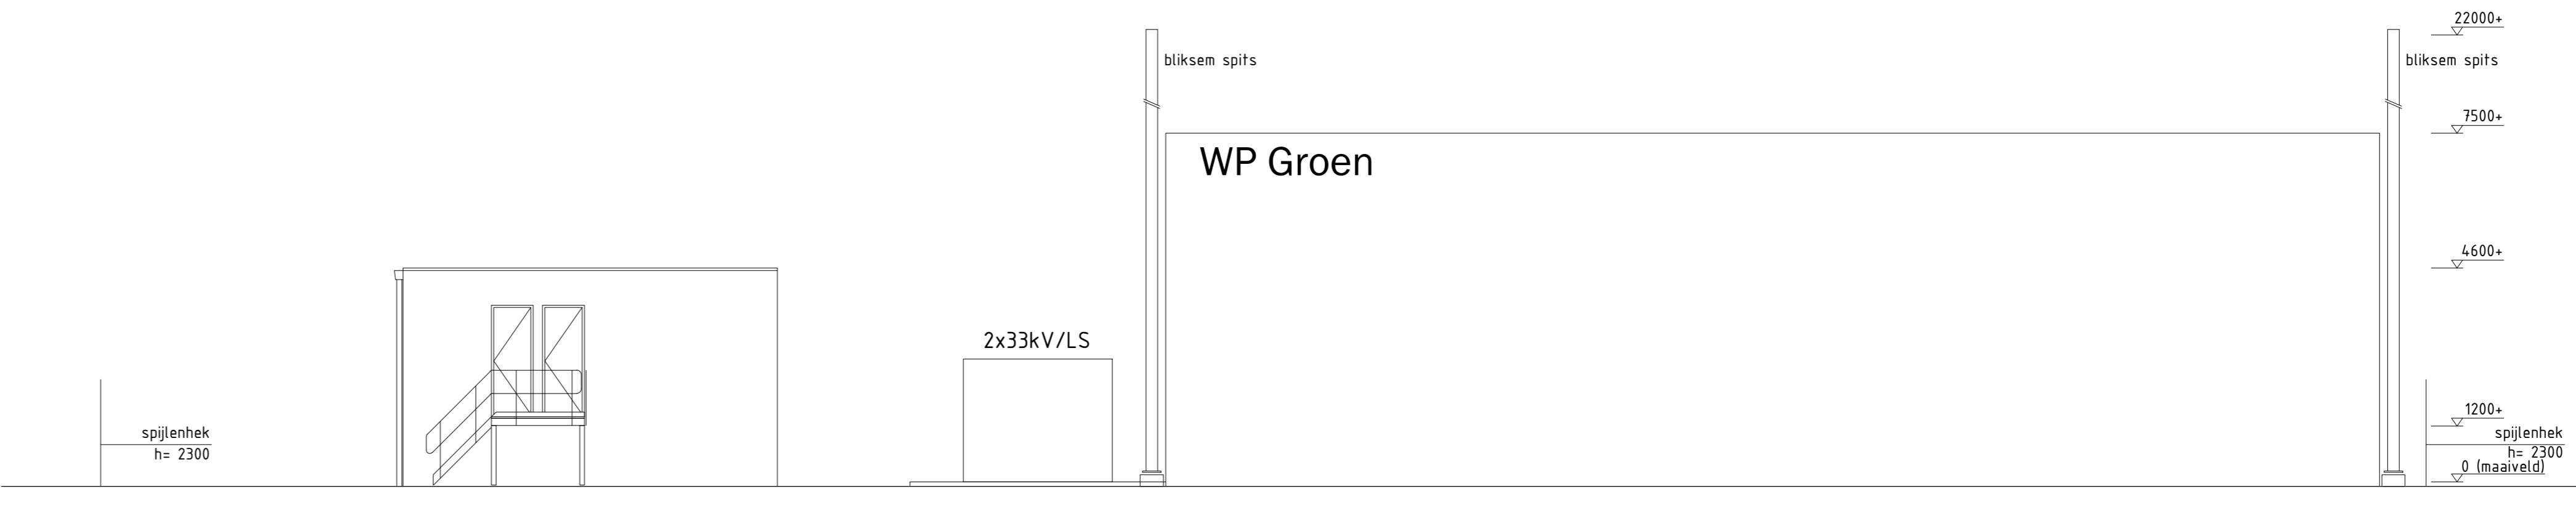 22000+
bliksem spits
bliksem spits
7500+
WP Groen
4600+
2x33kV/LS
1200+
spijlenhek
h= 2300
spijlenhek
h= 2300
0 (maaiveld)